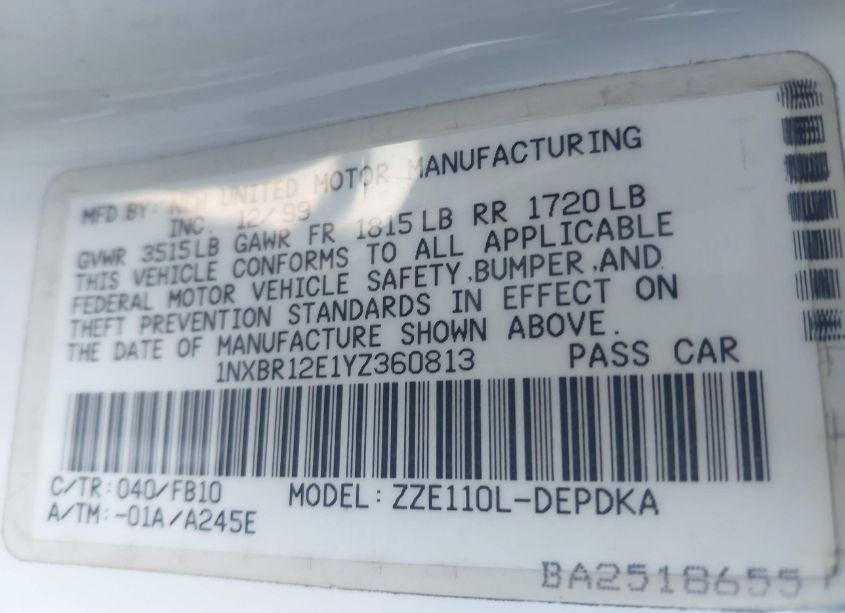 MFD.BY: NEW UNITED MOTOR MANUFACTURING
INC. 12/99
GVWR 3515LB GAWR FR 1815LB RR 1720LB
THIS VEHICLE CONFORMS TO ALL APPLICABLE
FEDERAL MOTOR VEHICLE SAFETY,BUMPER,AND
THEFT PREVENTION STANDARDS IN EFFECT ON
THE DATE OF MANUFACTURE SHOWN ABOVE.
1NXBR12E1YZ360813 PASS CAR
C/TR:040/FB10 MODEL:ZZE110L-DEPDKA
A/TM:-01A/A245E
BA2518655